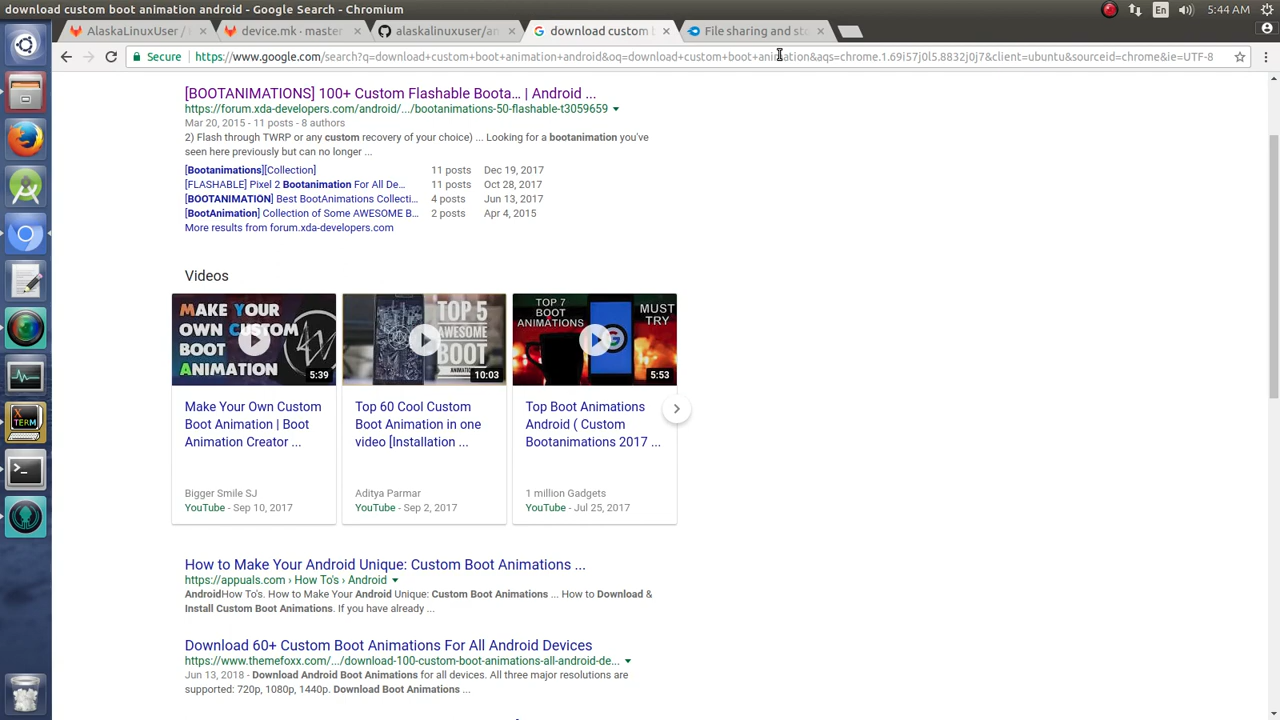 download custom boot animation android - Google Search - Chromium
En
5:44 AM
AlaskaLinuxUser /
device.mk · master
alaskalinuxuser/an
download custom b
File sharing and sto
Secure
https://www.google.com/search?q=download+custom+boot+animation+android&oq=download+custom+boot+animation&aqs=chrome.1.69i57j0l5.8832j0j7&client=ubuntu&sourceid=chrome&ie=UTF-8
[BOOTANIMATIONS] 100+ Custom Flashable Boota... | Android ...
https://forum.xda-developers.com/android/.../bootanimations-50-flashable-t3059659
Mar 20, 2015 - 11 posts - 8 authors
2) Flash through TWRP or any custom recovery of your choice) ... Looking for a bootanimation you've
seen here previously but can no longer ...
[Bootanimations][Collection] 11 posts Dec 19, 2017
[FLASHABLE] Pixel 2 Bootanimation For All De... 11 posts Oct 28, 2017
[BOOTANIMATION] Best BootAnimations Collecti... 4 posts Jun 13, 2017
[BootAnimation] Collection of Some AWESOME B... 2 posts Apr 4, 2015
More results from forum.xda-developers.com
Videos
MAKE YOUR
OWN CUSTOM
BOOT
ANIMATION
5:39
TOP 5
AWESOME
BOOT
10:03
TOP 7
BOOT
ANIMATIONS
MUST
TRY
5:53
Make Your Own Custom
Boot Animation | Boot
Animation Creator ...
Bigger Smile SJ
YouTube - Sep 10, 2017
Top 60 Cool Custom
Boot Animation in one
video [Installation ...
Aditya Parmar
YouTube - Sep 2, 2017
Top Boot Animations
Android ( Custom
Bootanimations 2017 ...
1 million Gadgets
YouTube - Jul 25, 2017
How to Make Your Android Unique: Custom Boot Animations ...
https://appuals.com › How To's › Android
AndroidHow To's. How to Make Your Android Unique: Custom Boot Animations ... How to Download &
Install Custom Boot Animations. If you have already ...
Download 60+ Custom Boot Animations For All Android Devices
https://www.themefoxx.com/.../download-100-custom-boot-animations-all-android-de...
Jun 13, 2018 - Download Android Boot Animations for all devices. All three major resolutions are
supported: 720p, 1080p, 1440p. Download Boot Animations ...
X
TERM